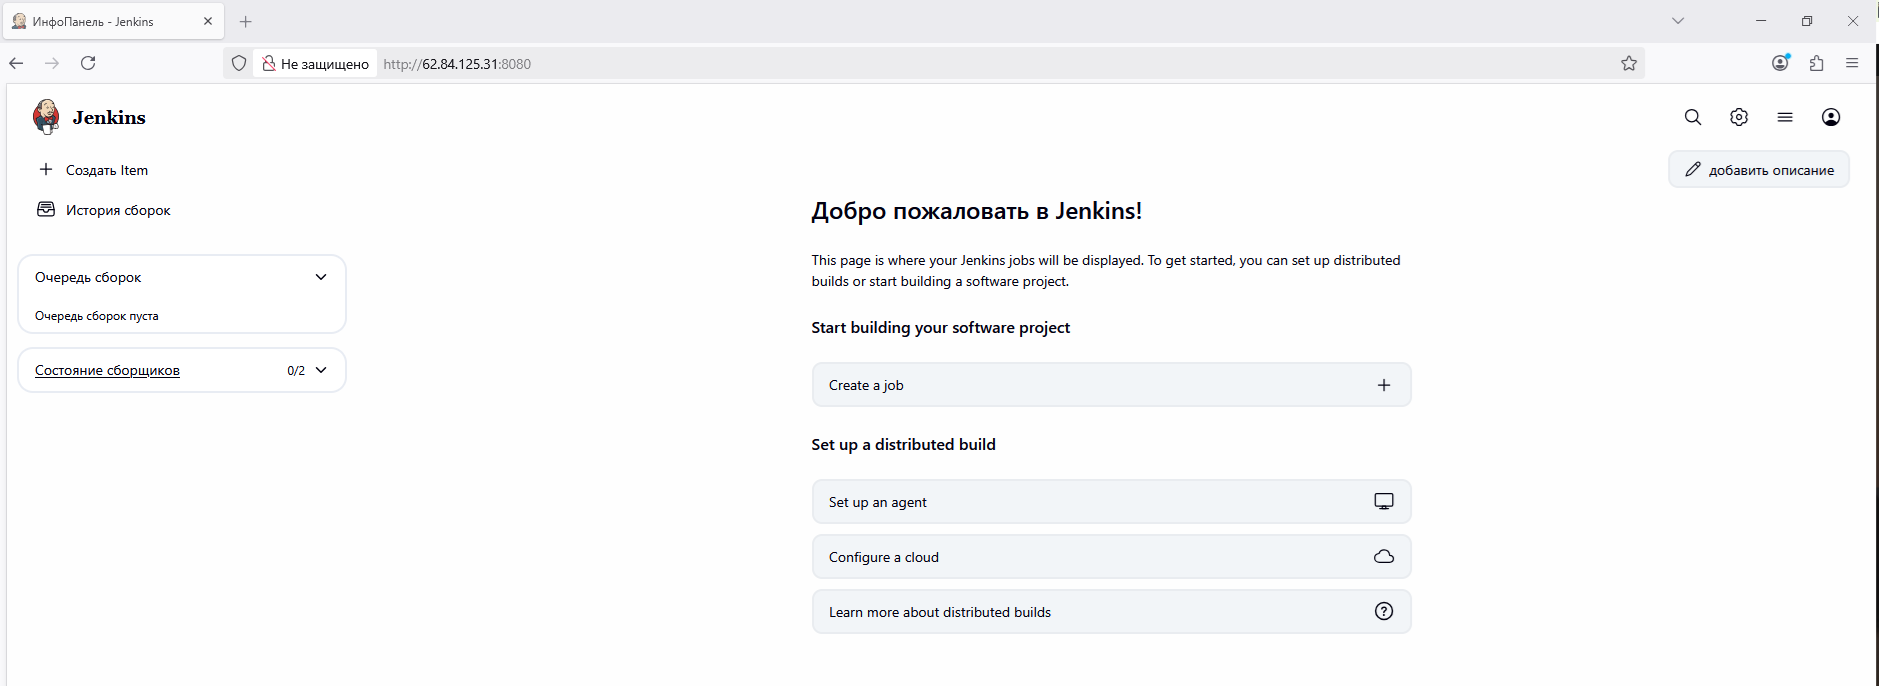 ИнфоПанель - Jenkins
Не защищено
http://62.84.125.31:8080
Jenkins
Создать Item
История сборок
добавить описание
Очередь сборок
Очередь сборок пуста
Состояние сборщиков 0/2
Добро пожаловать в Jenkins!
This page is where your Jenkins jobs will be displayed. To get started, you can set up distributed
builds or start building a software project.
Start building your software project
Create a job
Set up a distributed build
Set up an agent
Configure a cloud
Learn more about distributed builds